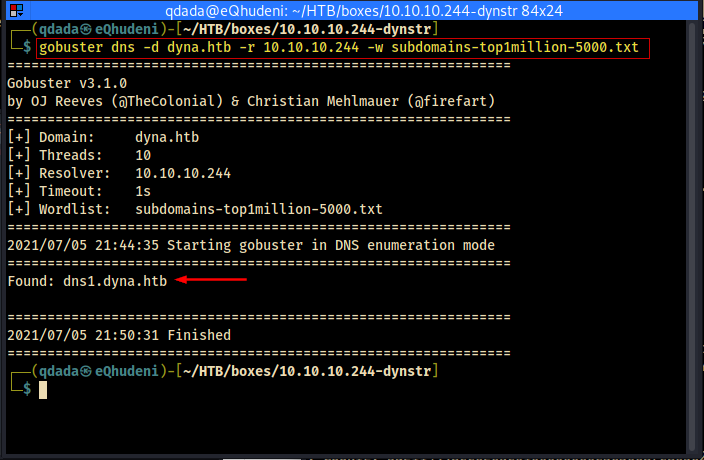 qdada@eQhudeni: ~/HTB/boxes/10.10.10.244-dynstr 84x24
┌──(qdada㉿eQhudeni)-[~/HTB/boxes/10.10.10.244-dynstr]
└─$ gobuster dns -d dyna.htb -r 10.10.10.244 -w subdomains-top1million-5000.txt
===============================================================
Gobuster v3.1.0
by OJ Reeves (@TheColonial) & Christian Mehlmauer (@firefart)
===============================================================
[+] Domain:     dyna.htb
[+] Threads:    10
[+] Resolver:   10.10.10.244
[+] Timeout:    1s
[+] Wordlist:   subdomains-top1million-5000.txt
===============================================================
2021/07/05 21:44:35 Starting gobuster in DNS enumeration mode
===============================================================
Found: dns1.dyna.htb
===============================================================
2021/07/05 21:50:31 Finished
===============================================================
┌──(qdada㉿eQhudeni)-[~/HTB/boxes/10.10.10.244-dynstr]
└─$